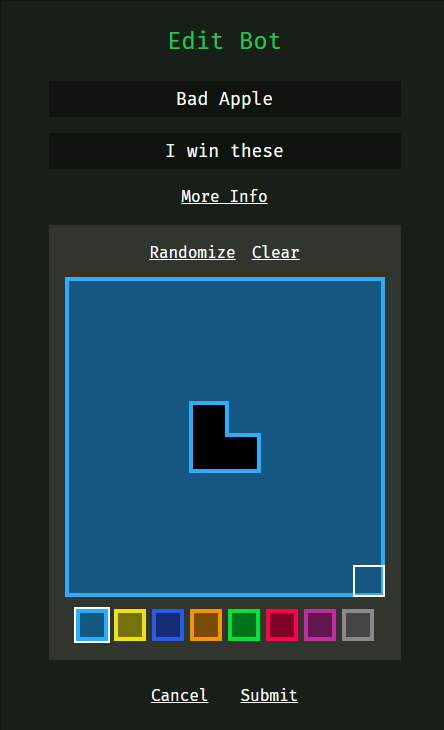 Edit Bot
Bad Apple
I win these
More Info
Randomize Clear
Cancel Submit